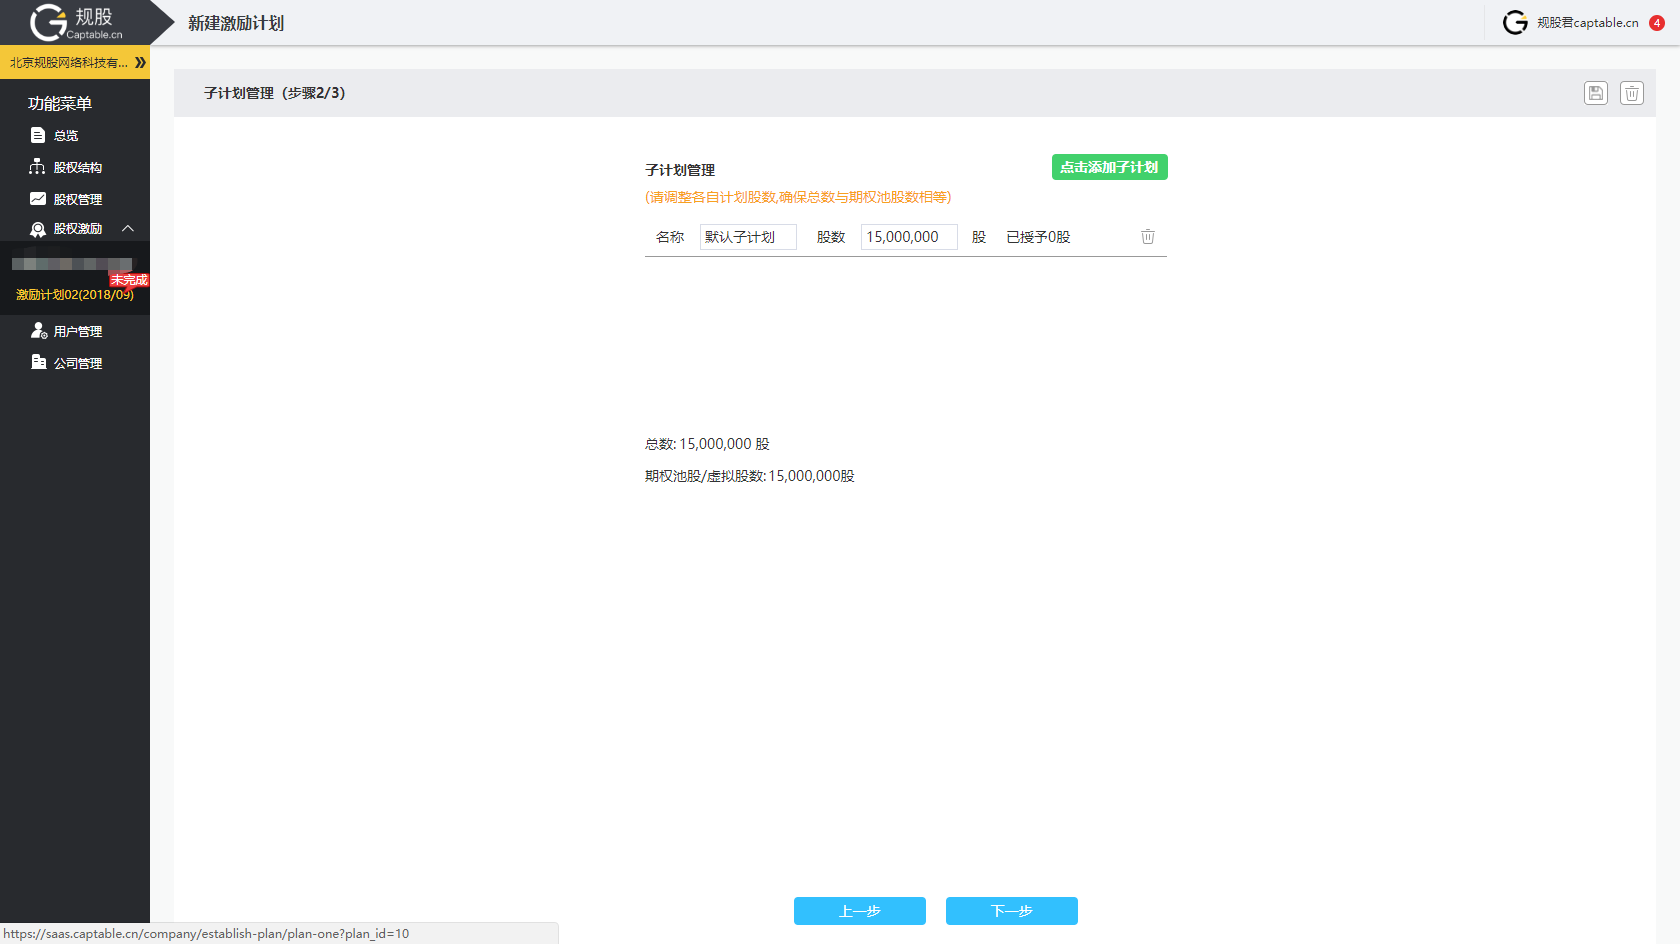 规股
Captable.cn
新建激励计划
规股君captable.cn
4
北京规股网络科技有...
功能菜单
总览
股权结构
股权管理
股权激励
未完成
激励计划02(2018/09)
用户管理
公司管理
子计划管理（步骤2/3）
子计划管理
点击添加子计划
(请调整各自计划股数,确保总数与期权池股数相等)
名称 默认子计划 股数 15,000,000 股 已授予0股
总数: 15,000,000 股
期权池股/虚拟股数: 15,000,000股
上一步 下一步
https://saas.captable.cn/company/establish-plan/plan-one?plan_id=10